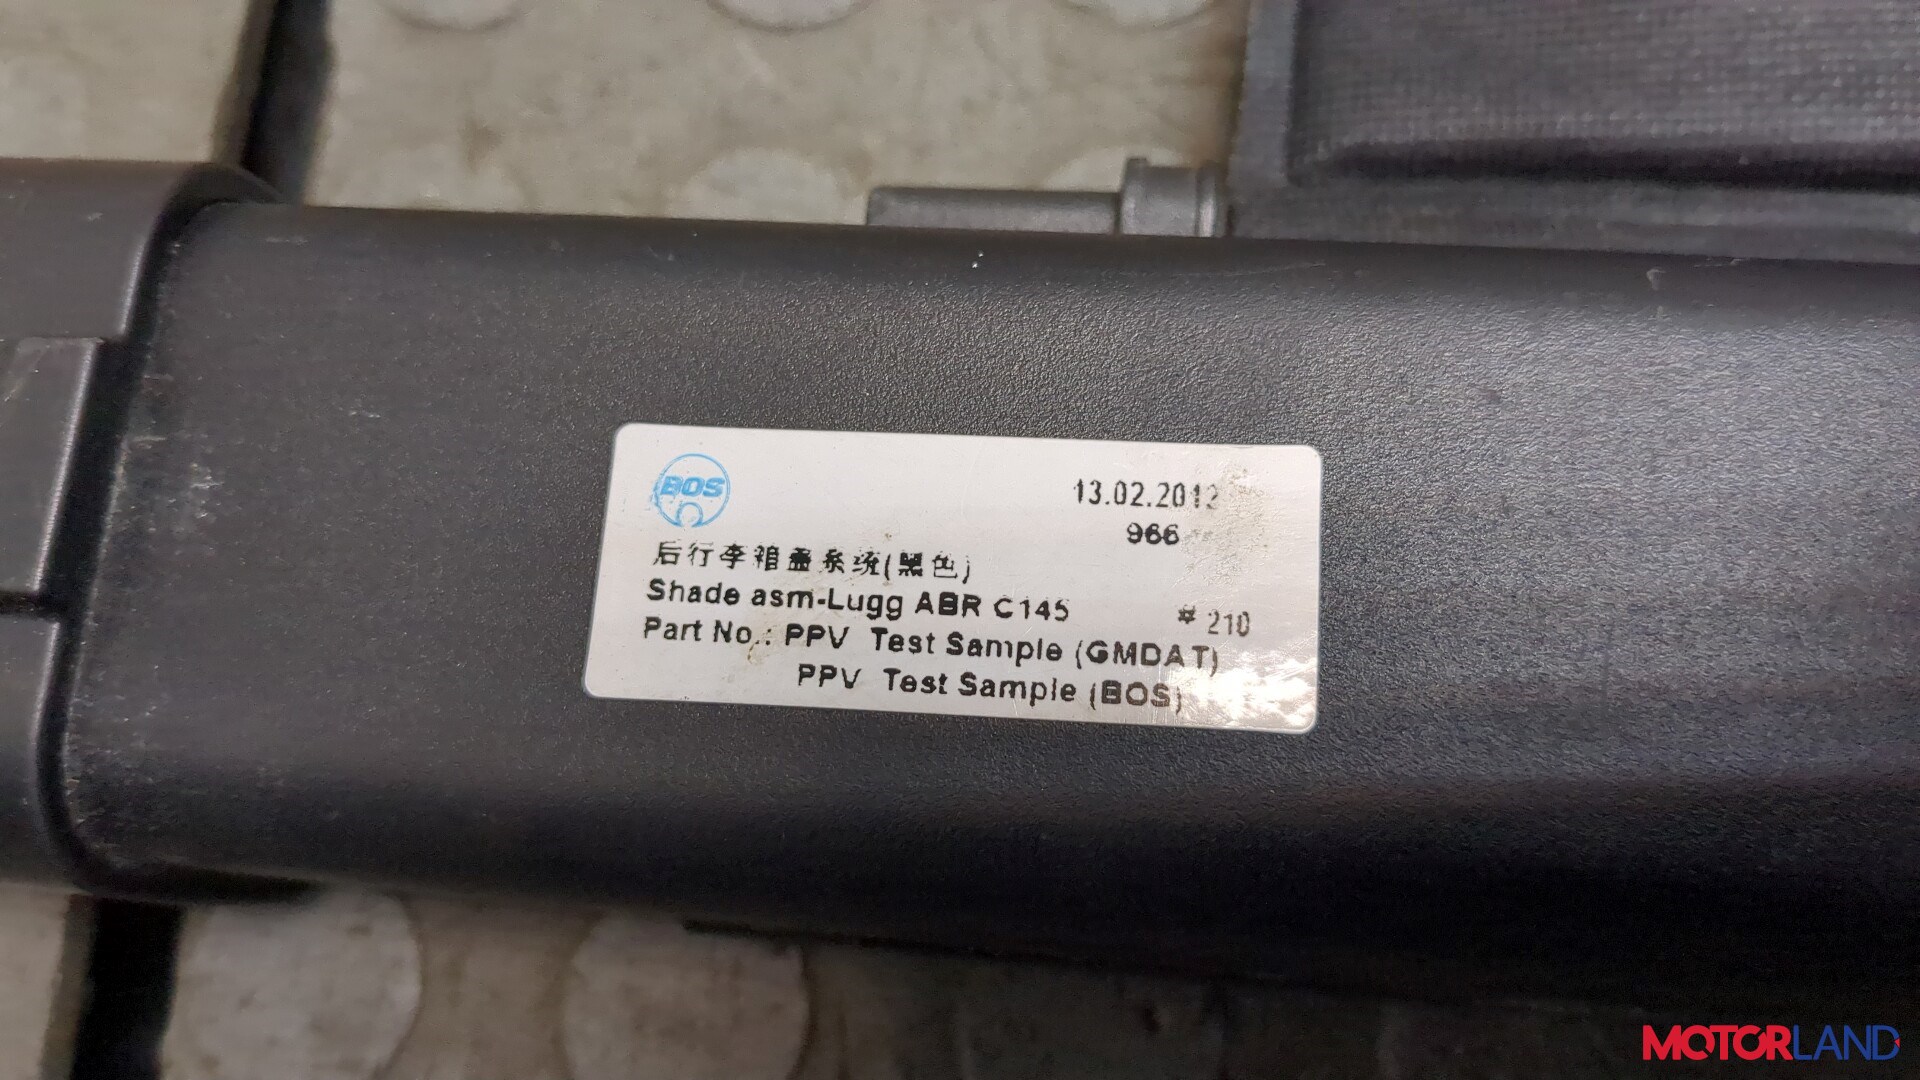 BOS
13.02.2012
966
后行李箱盖系统(黑色)
Shade asm-Lugg ABR C145 # 210
Part No.: PPV Test Sample (GMDAT)
PPV Test Sample (BOS)
MOTORLAND